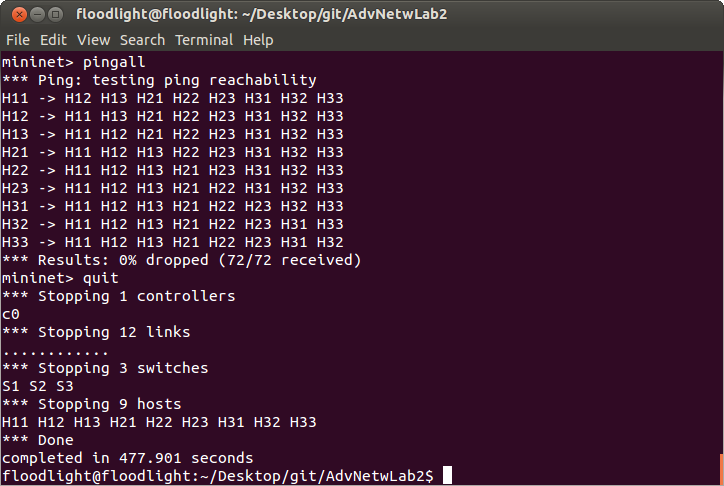 floodlight@floodlight: ~/Desktop/git/AdvNetwLab2
File Edit View Search Terminal Help
mininet> pingall
*** Ping: testing ping reachability
H11 -> H12 H13 H21 H22 H23 H31 H32 H33
H12 -> H11 H13 H21 H22 H23 H31 H32 H33
H13 -> H11 H12 H21 H22 H23 H31 H32 H33
H21 -> H11 H12 H13 H22 H23 H31 H32 H33
H22 -> H11 H12 H13 H21 H23 H31 H32 H33
H23 -> H11 H12 H13 H21 H22 H31 H32 H33
H31 -> H11 H12 H13 H21 H22 H23 H32 H33
H32 -> H11 H12 H13 H21 H22 H23 H31 H33
H33 -> H11 H12 H13 H21 H22 H23 H31 H32
*** Results: 0% dropped (72/72 received)
mininet> quit
*** Stopping 1 controllers
c0
*** Stopping 12 links
............
*** Stopping 3 switches
S1 S2 S3
*** Stopping 9 hosts
H11 H12 H13 H21 H22 H23 H31 H32 H33
*** Done
completed in 477.901 seconds
floodlight@floodlight:~/Desktop/git/AdvNetwLab2$